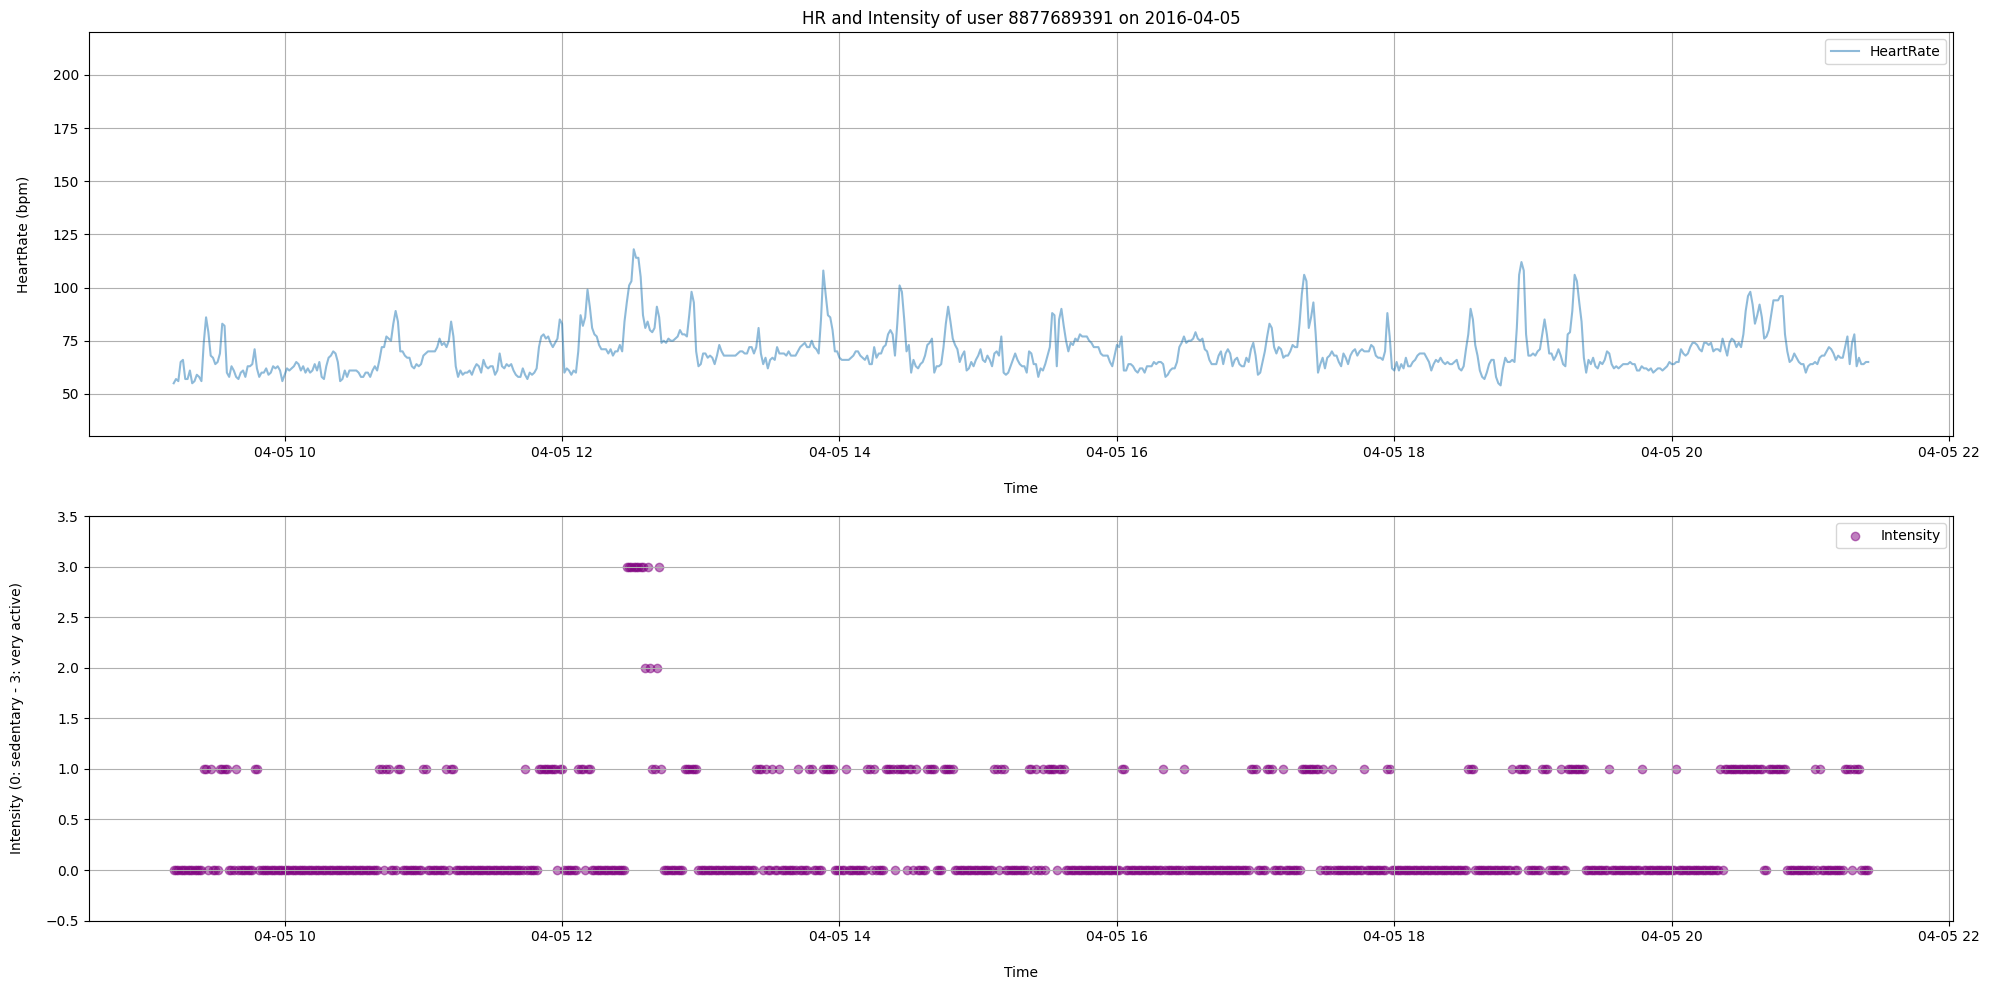 HR and Intensity of user 8877689391 on 2016-04-05
HeartRate
200
175
150
125
100
75
50
HeartRate (bpm)
04-05 10 04-05 12 04-05 14 04-05 16 04-05 18 04-05 20 04-05 22
Time
Intensity
3.5
3.0
2.5
2.0
1.5
1.0
0.5
0.0
−0.5
Intensity (0: sedentary - 3: very active)
04-05 10 04-05 12 04-05 14 04-05 16 04-05 18 04-05 20 04-05 22
Time